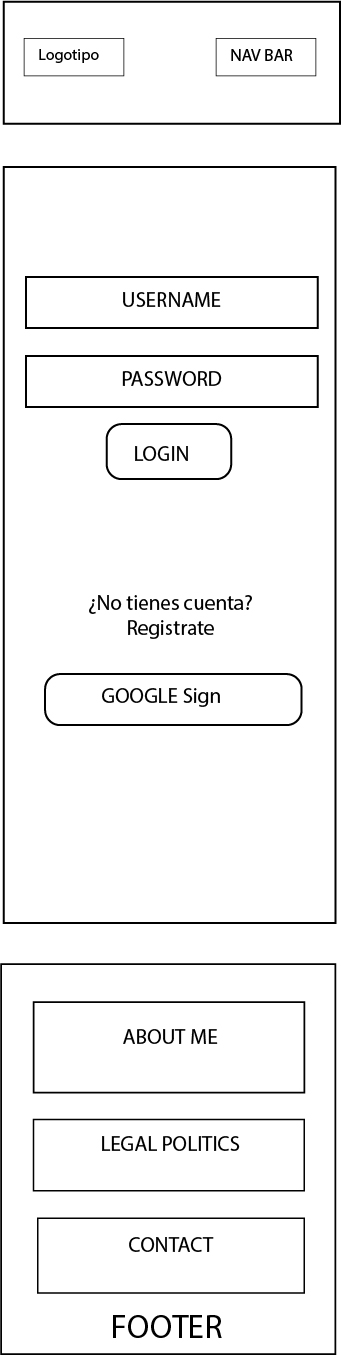 Logotipo
NAV BAR
USERNAME
PASSWORD
LOGIN
¿No tienes cuenta?
Registrate
GOOGLE Sign
ABOUT ME
LEGAL POLITICS
CONTACT
FOOTER